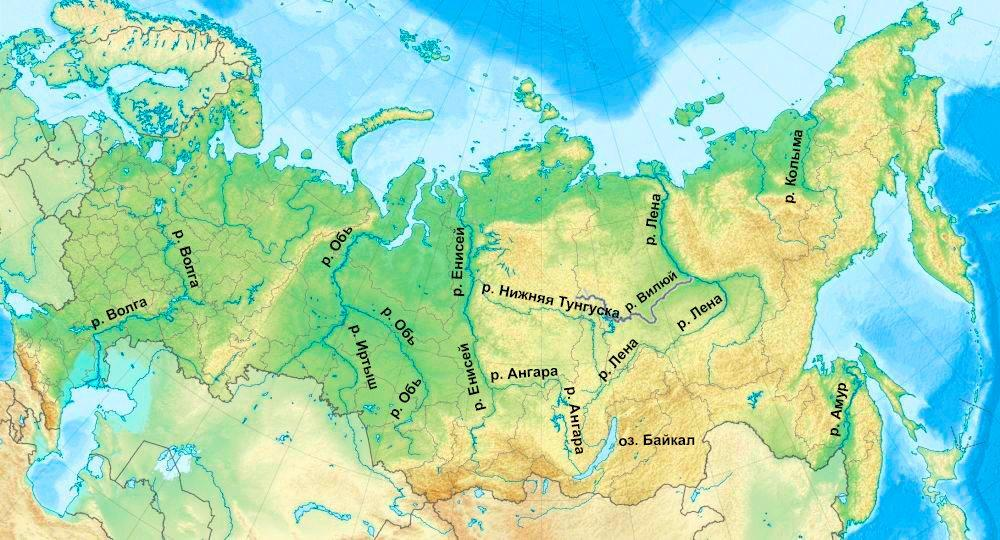 р. Колыма
р. Лена
р. Обь
р. Волга
р. Енисей
р. Нижняя Тунгуска
р. Вилюй
р. Лена
р. Волга
р. Обь
р. Иртыш
р. Лена
р. Енисей
р. Ангара
р. Обь
р. Ангара
р. Амур
оз. Байкал